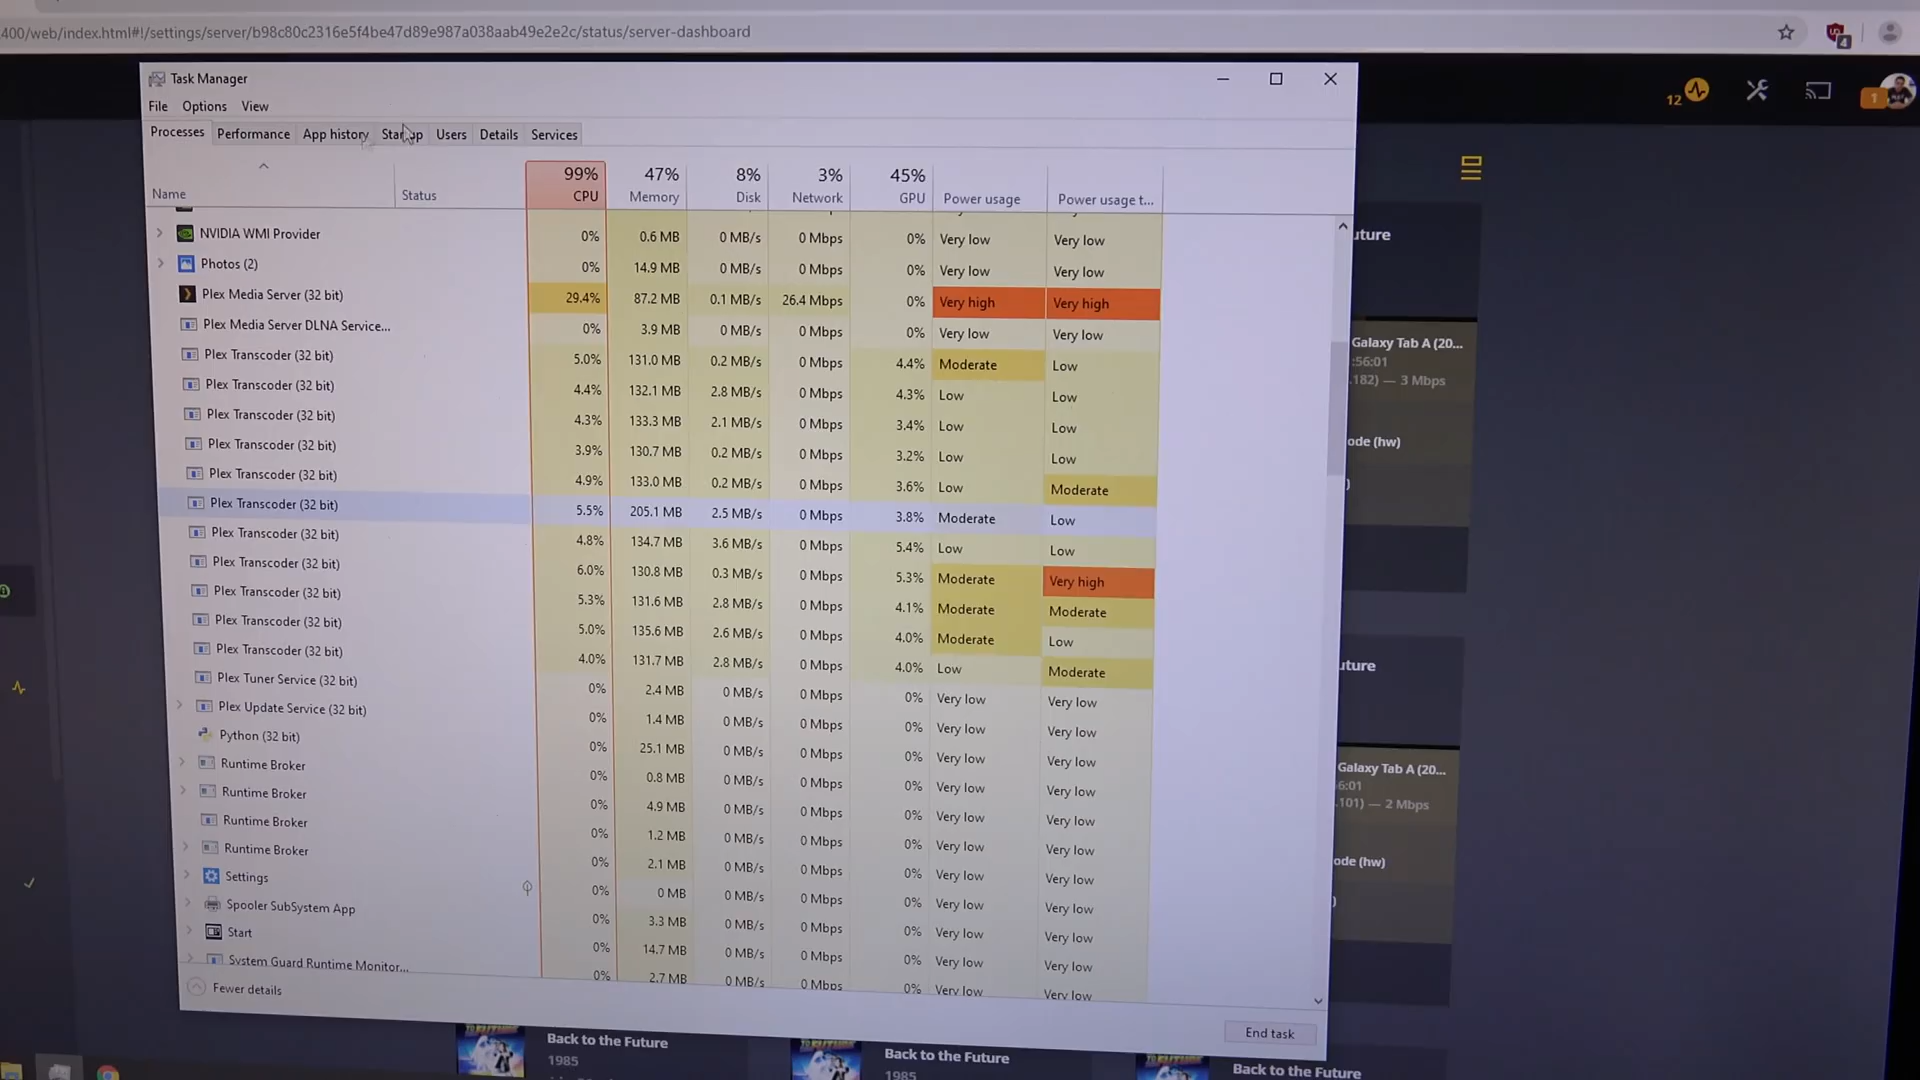 400/web/index.html#!/settings/server/b98c80c2316e5f4be47d89e987a038aab49e2e2c/status/server-dashboard
4
Task Manager
12
1
File Options View
Processes Performance App history Startup Users Details Services
99% 47% 8% 3% 45%
Name Status CPU Memory Disk Network GPU Power usage Power usage t...
NVIDIA WMI Provider 0% 0.6 MB 0 MB/s 0 Mbps 0% Very low Very low
Photos (2) 0% 14.9 MB 0 MB/s 0 Mbps 0% Very low Very low
Plex Media Server (32 bit) 29.4% 87.2 MB 0.1 MB/s 26.4 Mbps 0% Very high Very high
Plex Media Server DLNA Service... 0% 3.9 MB 0 MB/s 0 Mbps 0% Very low Very low
Plex Transcoder (32 bit) 5.0% 131.0 MB 0.2 MB/s 0 Mbps 4.4% Moderate Low
Plex Transcoder (32 bit) 4.4% 132.1 MB 2.8 MB/s 0 Mbps 4.3% Low Low
Plex Transcoder (32 bit) 4.3% 133.3 MB 2.1 MB/s 0 Mbps 3.4% Low Low
Plex Transcoder (32 bit) 3.9% 130.7 MB 0.2 MB/s 0 Mbps 3.2% Low Low
Plex Transcoder (32 bit) 4.9% 133.0 MB 0.2 MB/s 0 Mbps 3.6% Low Moderate
Plex Transcoder (32 bit) 5.5% 205.1 MB 2.5 MB/s 0 Mbps 3.8% Moderate Low
Plex Transcoder (32 bit) 4.8% 134.7 MB 3.6 MB/s 0 Mbps 5.4% Low Low
Plex Transcoder (32 bit) 6.0% 130.8 MB 0.3 MB/s 0 Mbps 5.3% Moderate Very high
Plex Transcoder (32 bit) 5.3% 131.6 MB 2.8 MB/s 0 Mbps 4.1% Moderate Moderate
Plex Transcoder (32 bit) 5.0% 135.6 MB 2.6 MB/s 0 Mbps 4.0% Moderate Low
Plex Transcoder (32 bit) 4.0% 131.7 MB 2.8 MB/s 0 Mbps 4.0% Low Moderate
Plex Tuner Service (32 bit) 0% 2.4 MB 0 MB/s 0 Mbps 0% Very low Very low
Plex Update Service (32 bit) 0% 1.4 MB 0 MB/s 0 Mbps 0% Very low Very low
Python (32 bit) 0% 25.1 MB 0 MB/s 0 Mbps 0% Very low Very low
Runtime Broker 0% 0.8 MB 0 MB/s 0 Mbps 0% Very low Very low
Runtime Broker 0% 4.9 MB 0 MB/s 0 Mbps 0% Very low Very low
Runtime Broker 0% 1.2 MB 0 MB/s 0 Mbps 0% Very low Very low
Runtime Broker 0% 2.1 MB 0 MB/s 0 Mbps 0% Very low Very low
Settings 0% 0 MB 0 MB/s 0 Mbps 0% Very low Very low
Spooler SubSystem App 0% 3.3 MB 0 MB/s 0 Mbps 0% Very low Very low
Start 0% 14.7 MB 0 MB/s 0 Mbps 0% Very low Very low
System Guard Runtime Monitor... 0% 2.7 MB 0 MB/s 0 Mbps 0% Very low Very low
Fewer details
End task
uture
Galaxy Tab A (20...
:56:01
.182) — 3 Mbps
ode (hw)
)
uture
Galaxy Tab A (20...
56:01
.101) — 2 Mbps
ode (hw)
)
Back to the Future
1985
Back to the Future
1985
Back to the Future